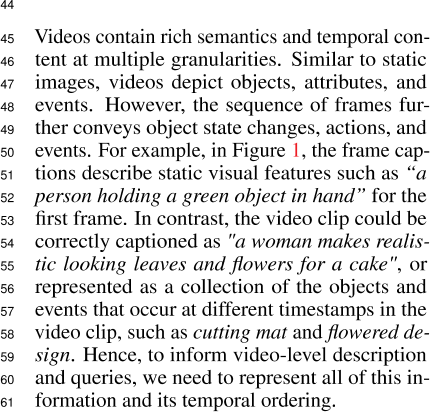 44
45 Videos contain rich semantics and temporal con-
46 tent at multiple granularities. Similar to static
47 images, videos depict objects, attributes, and
48 events. However, the sequence of frames fur-
49 ther conveys object state changes, actions, and
50 events. For example, in Figure 1, the frame cap-
51 tions describe static visual features such as “a
52 person holding a green object in hand” for the
53 first frame. In contrast, the video clip could be
54 correctly captioned as "a woman makes realis-
55 tic looking leaves and flowers for a cake", or
56 represented as a collection of the objects and
57 events that occur at different timestamps in the
58 video clip, such as cutting mat and flowered de-
59 sign. Hence, to inform video-level description
60 and queries, we need to represent all of this in-
61 formation and its temporal ordering.